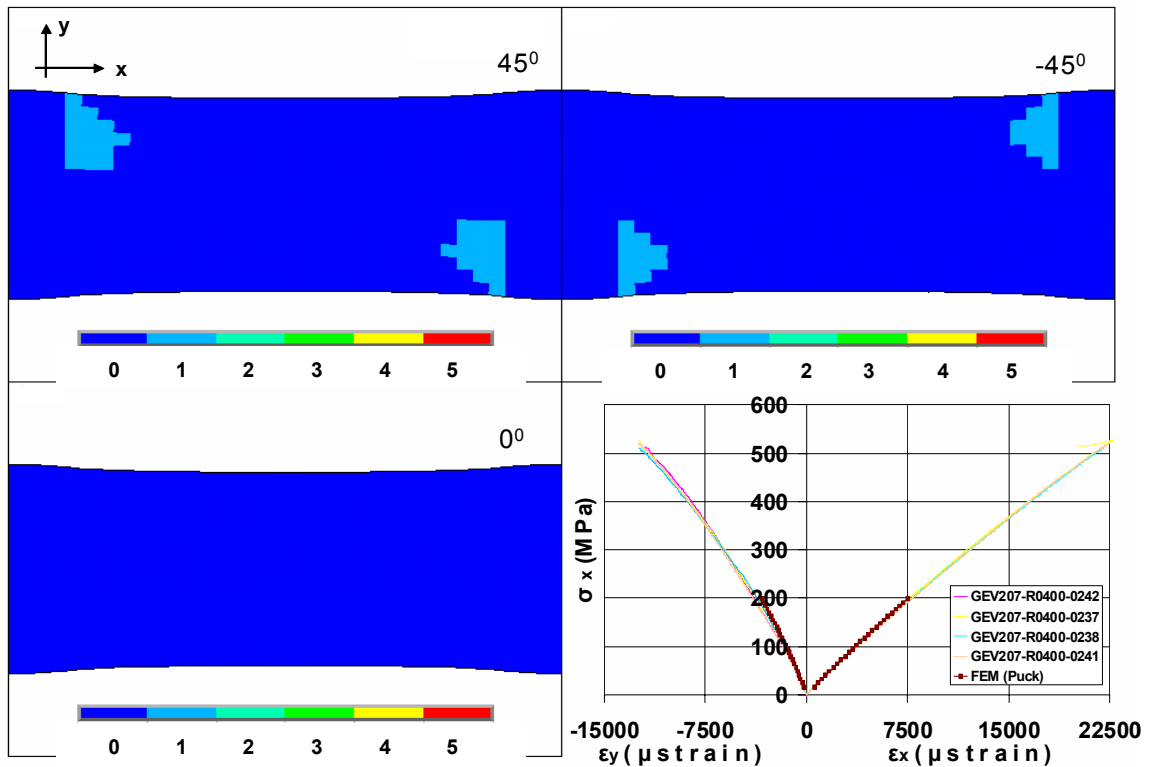 y
x
45⁰
-45⁰
0 1 2 3 4 5
0 1 2 3 4 5
0⁰
0 1 2 3 4 5
600
500
400
300
200
100
0
σ x (MPa)
GEV207-R0400-0242
GEV207-R0400-0237
GEV207-R0400-0238
GEV207-R0400-0241
FEM (Puck)
-15000 -7500 0 7500 15000 22500
εy (µstrain) εx (µstrain)